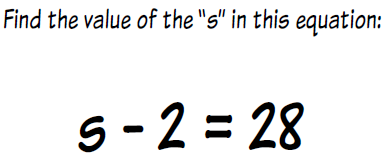 Find the value of the "s" in this equation:
s - 2 = 28